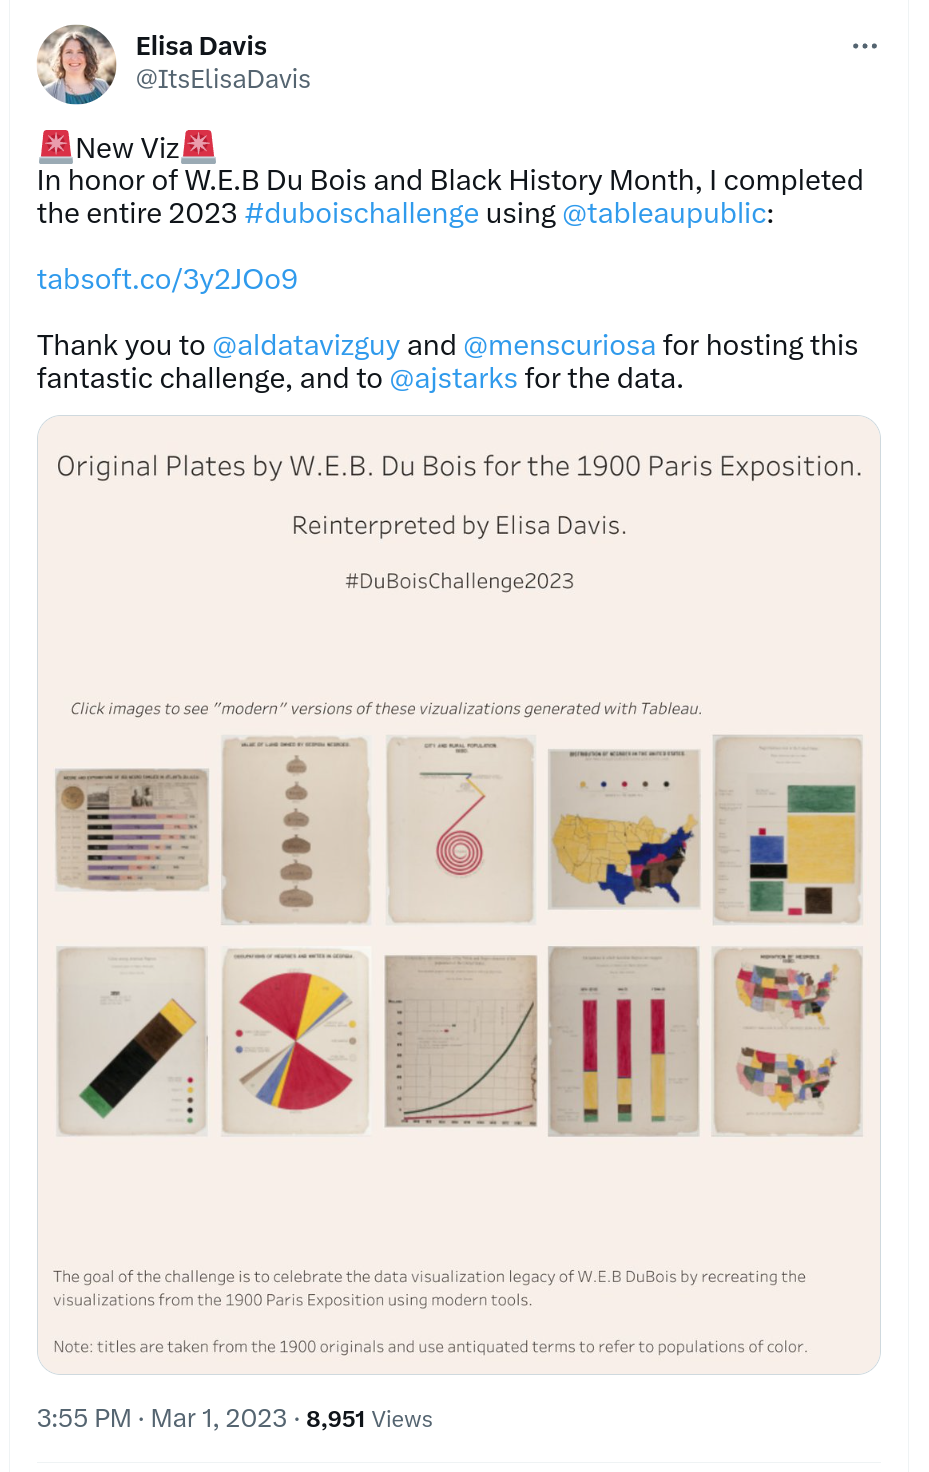 Elisa Davis
@ItsElisaDavis
🚨New Viz🚨
In honor of W.E.B Du Bois and Black History Month, I completed
the entire 2023 #duboischallenge using @tableaupublic:
tabsoft.co/3y2JOo9
Thank you to @aldatavizguy and @menscuriosa for hosting this
fantastic challenge, and to @ajstarks for the data.
Original Plates by W.E.B. Du Bois for the 1900 Paris Exposition.
Reinterpreted by Elisa Davis.
#DuBoisChallenge2023
Click images to see "modern" versions of these vizualizations generated with Tableau.
VALUE OF LAND OWNED BY GEORGIA NEGROES.
CITY AND RURAL POPULATION.
1890.
DISTRIBUTION OF NEGROES IN THE UNITED STATES.
OCCUPATIONS OF NEGROES AND WHITES IN GEORGIA.
MIGRATION OF NEGROES.
1890.
The goal of the challenge is to celebrate the data visualization legacy of W.E.B DuBois by recreating the
visualizations from the 1900 Paris Exposition using modern tools.
Note: titles are taken from the 1900 originals and use antiquated terms to refer to populations of color.
3:55 PM · Mar 1, 2023 · 8,951 Views